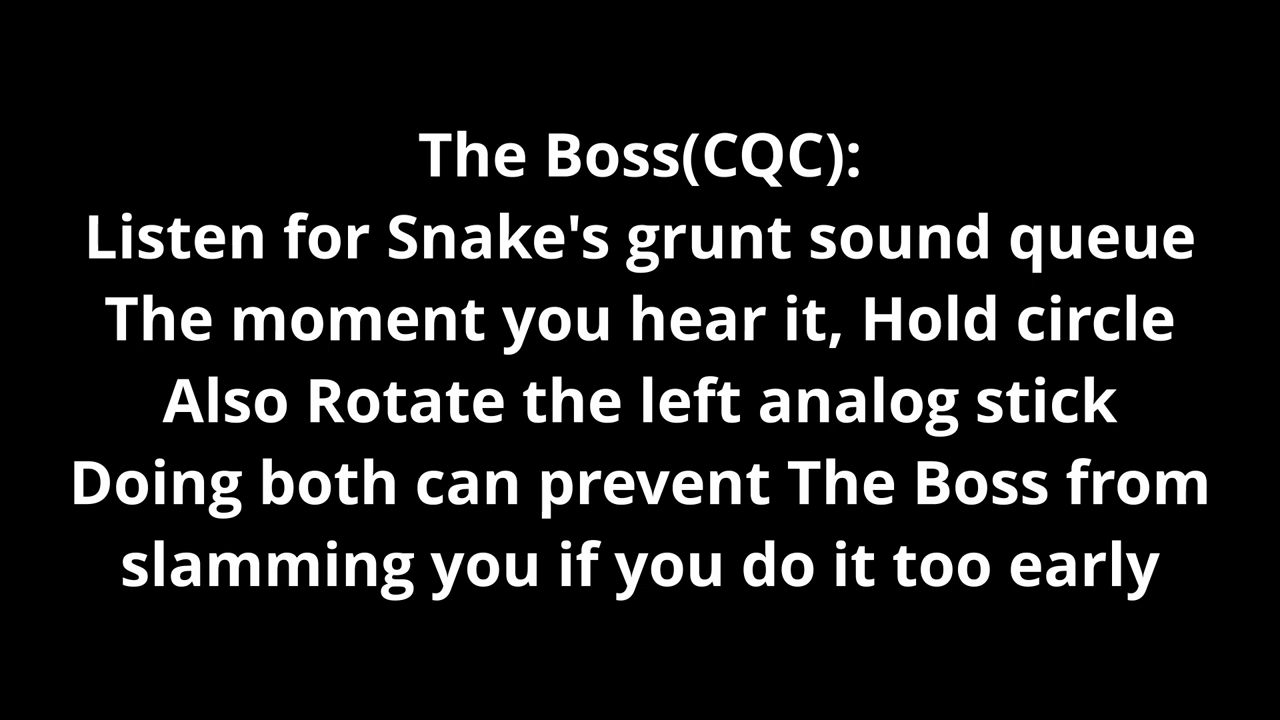 The Boss(CQC):
Listen for Snake's grunt sound queue
The moment you hear it, Hold circle
Also Rotate the left analog stick
Doing both can prevent The Boss from
slamming you if you do it too early